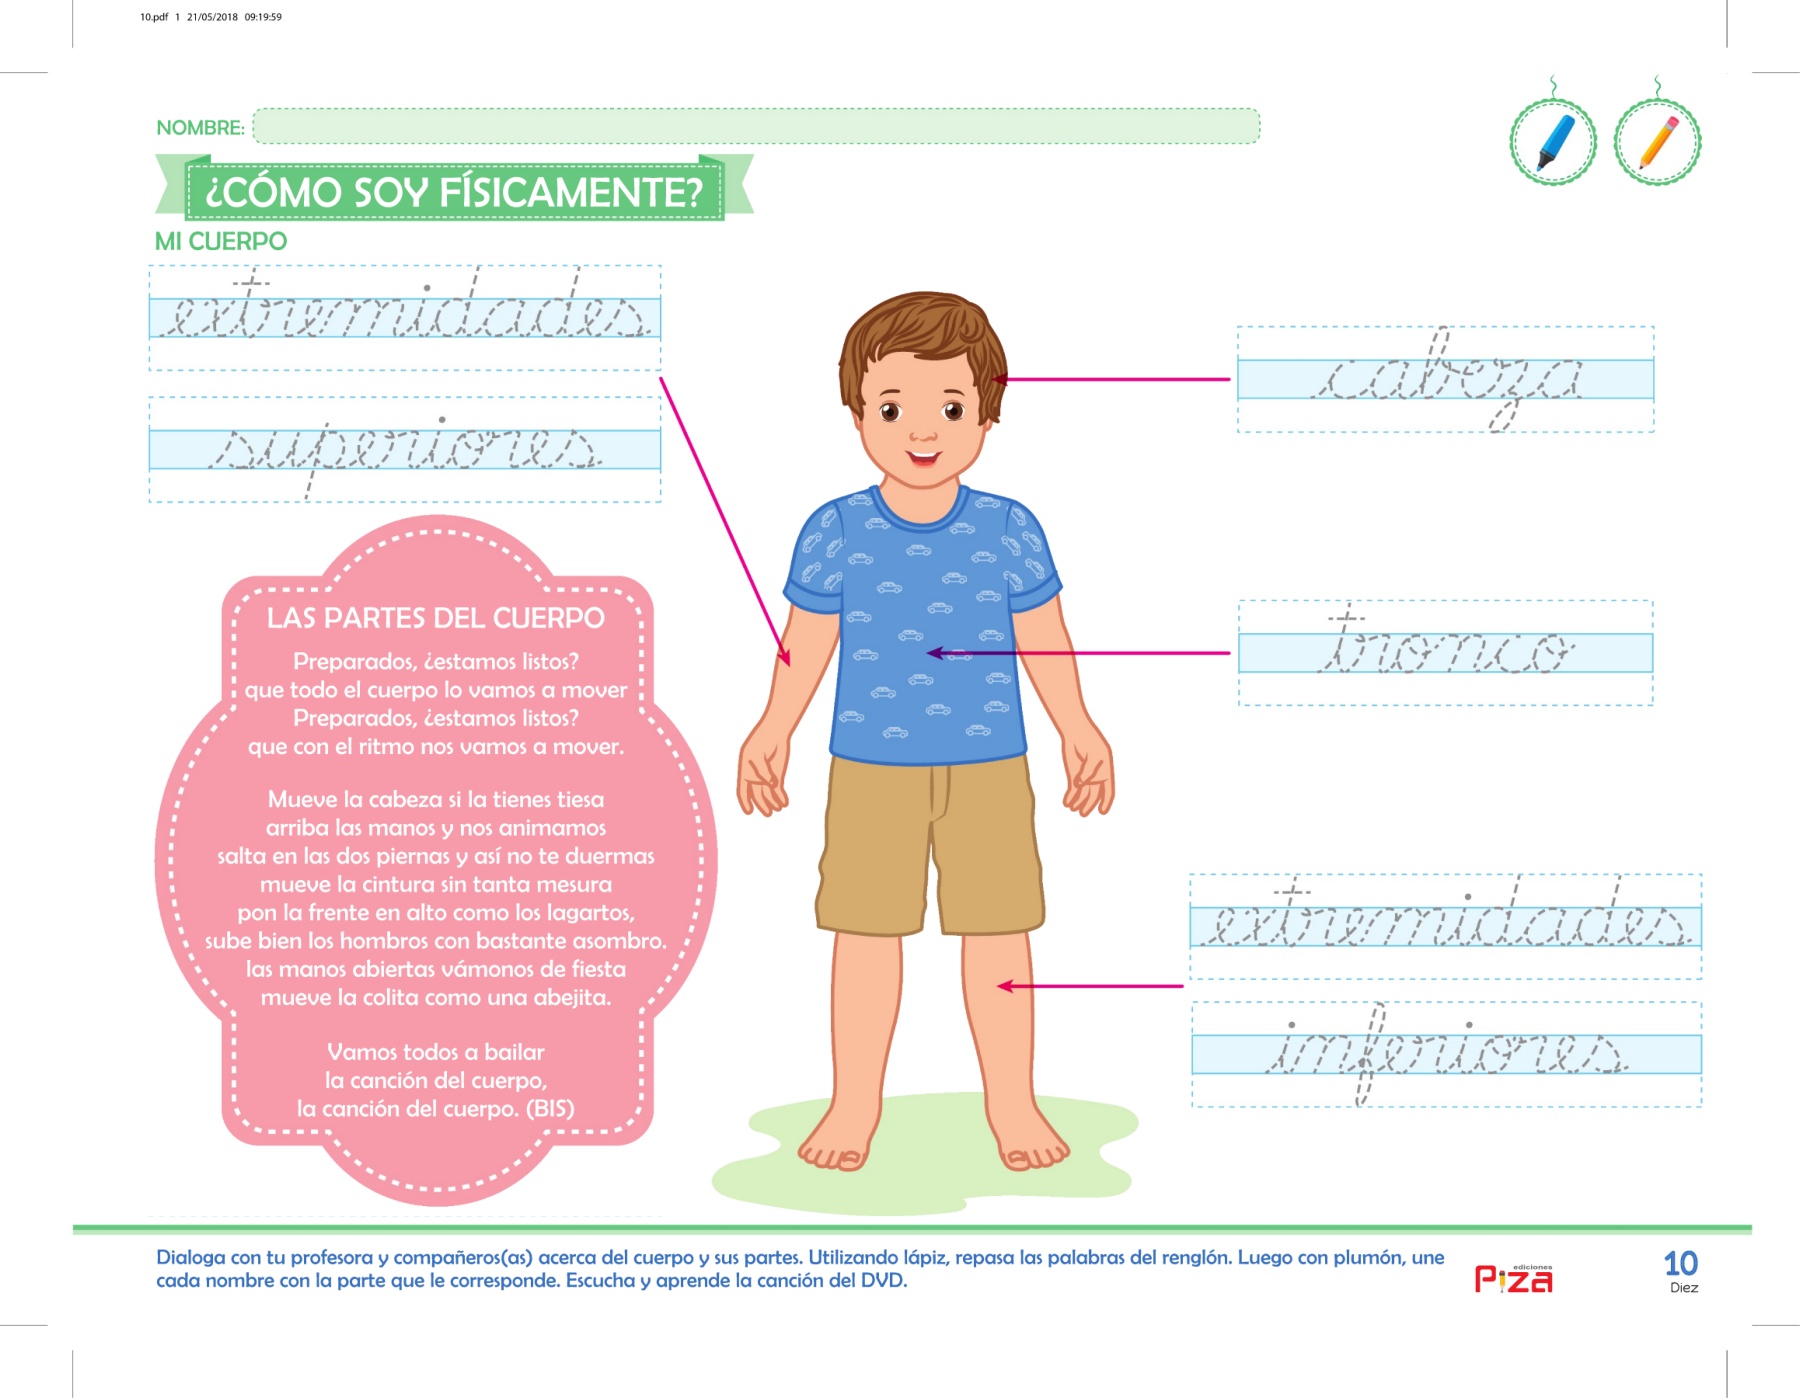 10.pdf 1 21/05/2018 09:19:59
NOMBRE:
¿CÓMO SOY FÍSICAMENTE?
MI CUERPO
extremidades
superiores
cabeza
tronco
extremidades
inferiores
LAS PARTES DEL CUERPO
Preparados, ¿estamos listos?
que todo el cuerpo lo vamos a mover
Preparados, ¿estamos listos?
que con el ritmo nos vamos a mover.
Mueve la cabeza si la tienes tiesa
arriba las manos y nos animamos
salta en las dos piernas y así no te duermas
mueve la cintura sin tanta mesura
pon la frente en alto como los lagartos,
sube bien los hombros con bastante asombro.
las manos abiertas vámonos de fiesta
mueve la colita como una abejita.
Vamos todos a bailar
la canción del cuerpo,
la canción del cuerpo. (BIS)
Dialoga con tu profesora y compañeros(as) acerca del cuerpo y sus partes. Utilizando lápiz, repasa las palabras del renglón. Luego con plumón, une
cada nombre con la parte que le corresponde. Escucha y aprende la canción del DVD.
ediciones
Piza
10
Diez